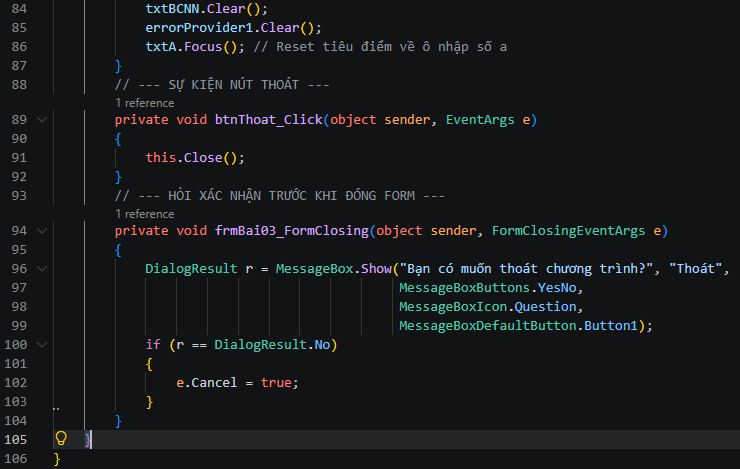 84 txtBCNN.Clear();
85 errorProvider1.Clear();
86 txtA.Focus(); // Reset tiêu điểm về ô nhập số a
87 }
88 // --- SỰ KIỆN NÚT THOÁT ---
1 reference
89 private void btnThoat_Click(object sender, EventArgs e)
90 {
91 this.Close();
92 }
93 // --- HỎI XÁC NHẬN TRƯỚC KHI ĐÓNG FORM ---
1 reference
94 private void frmBai03_FormClosing(object sender, FormClosingEventArgs e)
95 {
96 DialogResult r = MessageBox.Show("Bạn có muốn thoát chương trình?", "Thoát",
97 MessageBoxButtons.YesNo,
98 MessageBoxIcon.Question,
99 MessageBoxDefaultButton.Button1);
100 if (r == DialogResult.No)
101 {
102 e.Cancel = true;
103 }
104 }
105 }
106 }